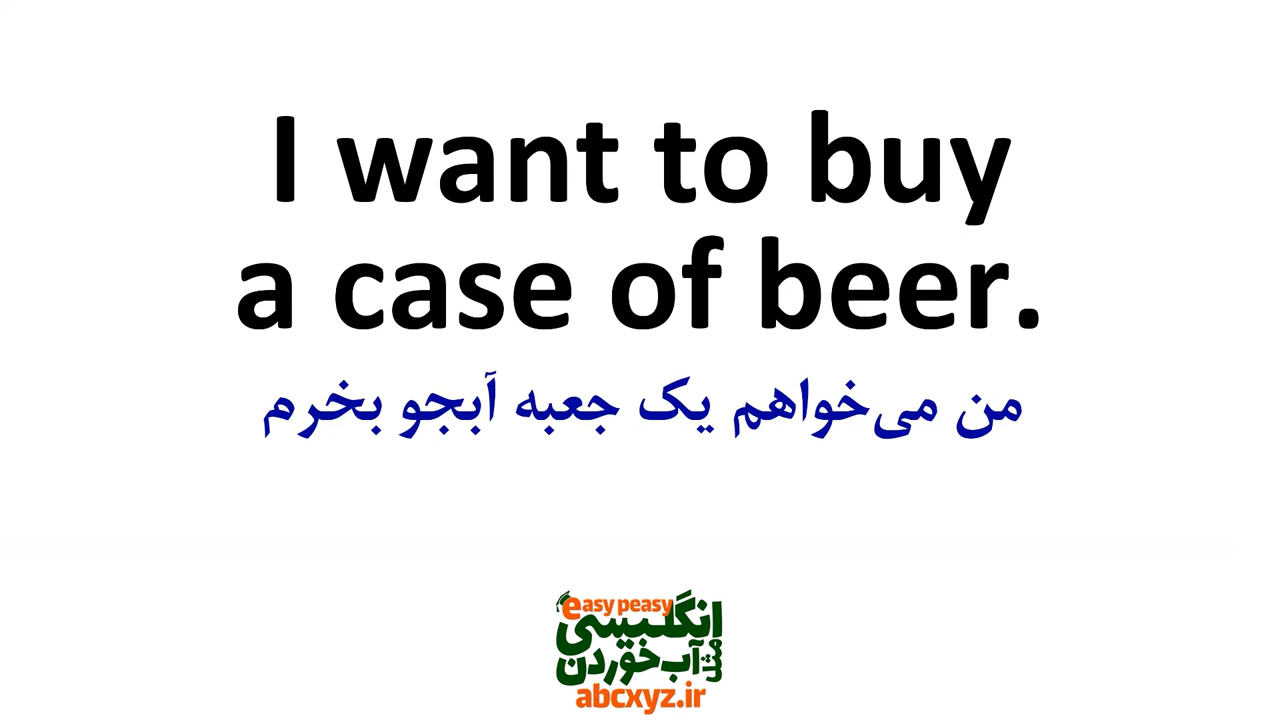 I want to buy
a case of beer.
من می‌خواهم یک جعبه آبجو بخرم
easy peasy
انگلیسی
مثل آب خوردن
abcxyz.ir